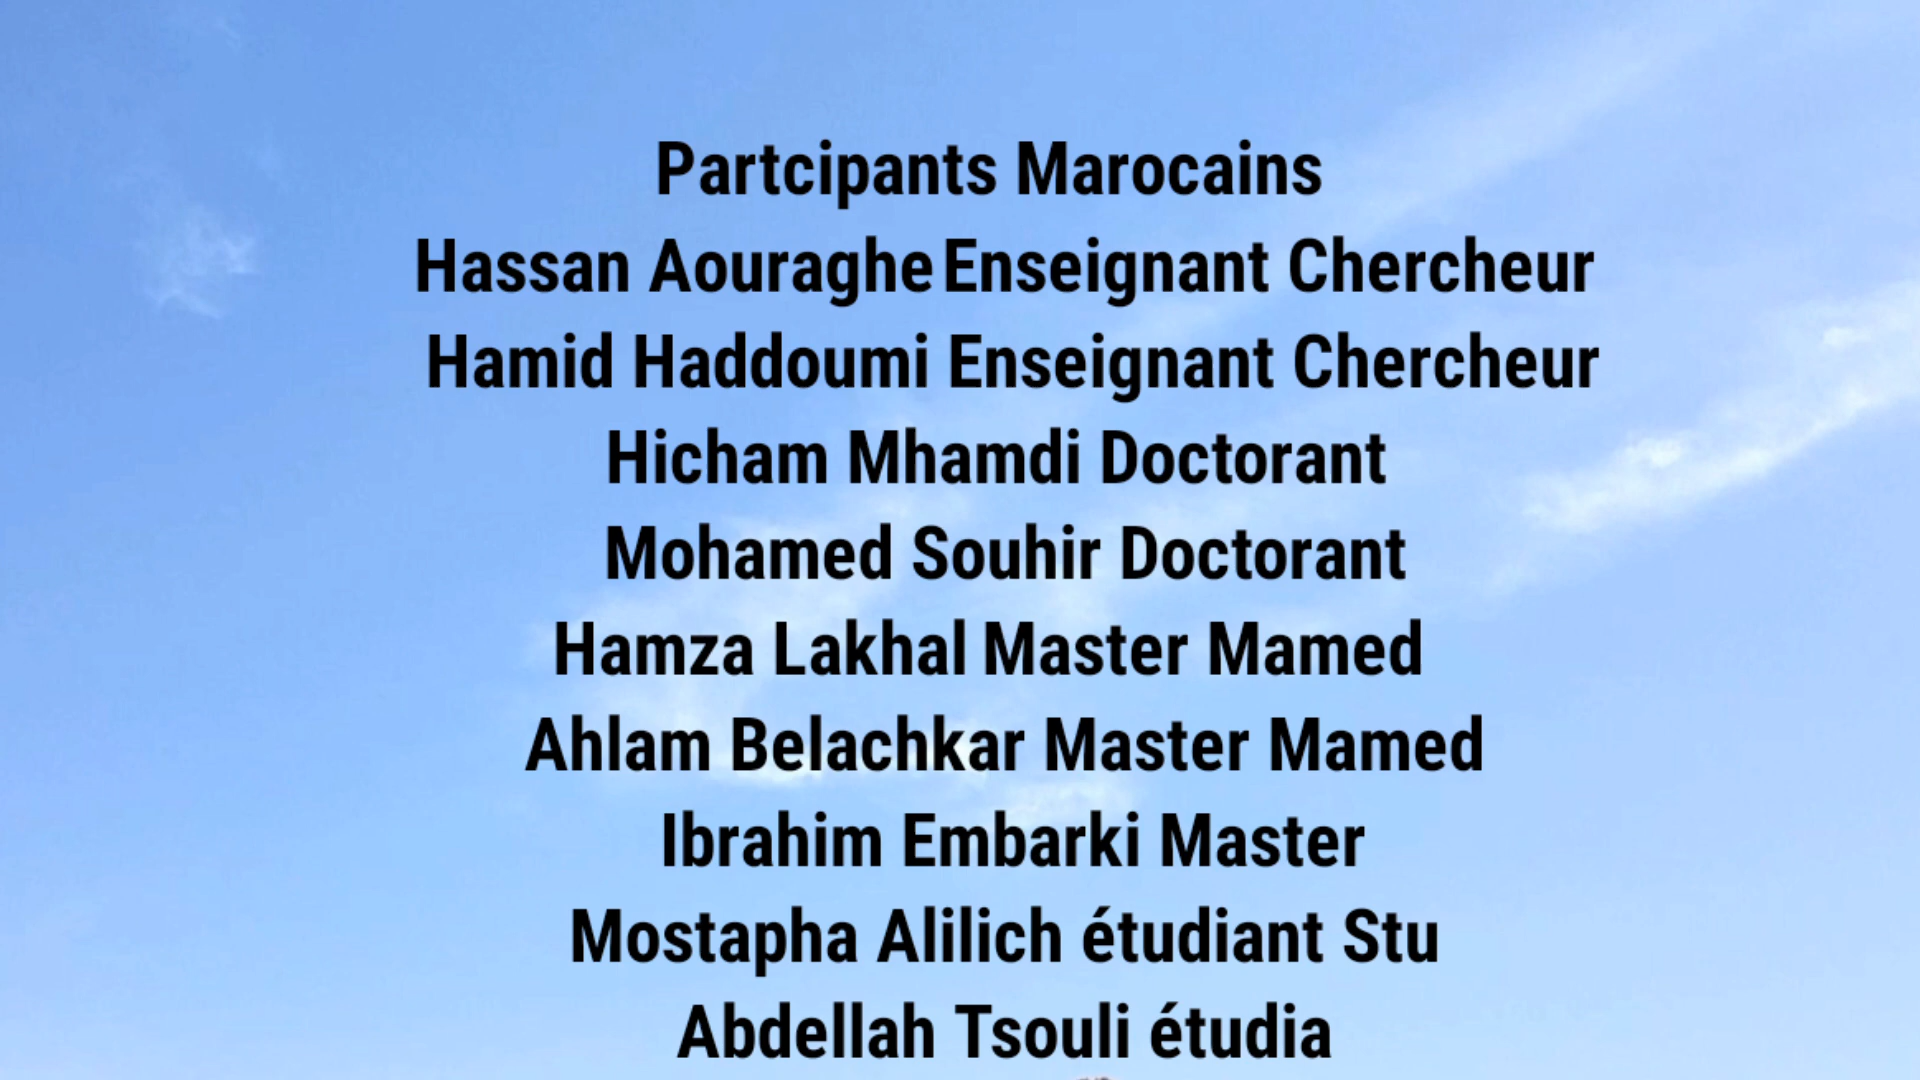 Partcipants Marocains
Hassan Aouraghe Enseignant Chercheur
Hamid Haddoumi Enseignant Chercheur
Hicham Mhamdi Doctorant
Mohamed Souhir Doctorant
Hamza Lakhal Master Mamed
Ahlam Belachkar Master Mamed
Ibrahim Embarki Master
Mostapha Alilich étudiant Stu
Abdellah Tsouli étudia